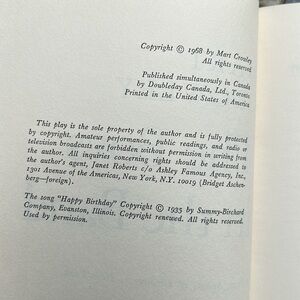 Copyright © 1968 by Mart Crowley
All rights reserved
Published simultaneously in Canada
by Doubleday Canada, Ltd., Toronto
Printed in the United States of America
This play is the sole property of the author and is fully protected
by copyright. Amateur performances, public readings, and radio or
television broadcasts are forbidden without permission in writing from
the author. All inquiries concerning rights should be addressed to
the author's agent, Janet Roberts c/o Ashley Famous Agency, Inc.,
1301 Avenue of the Americas, New York, N.Y. 10019 (Bridget Aschen-
berg—foreign).
The song "Happy Birthday" Copyright © 1935 by Summy-Birchard
Company, Evanston, Illinois. Copyright renewed. All rights reserved.
Used by permission.